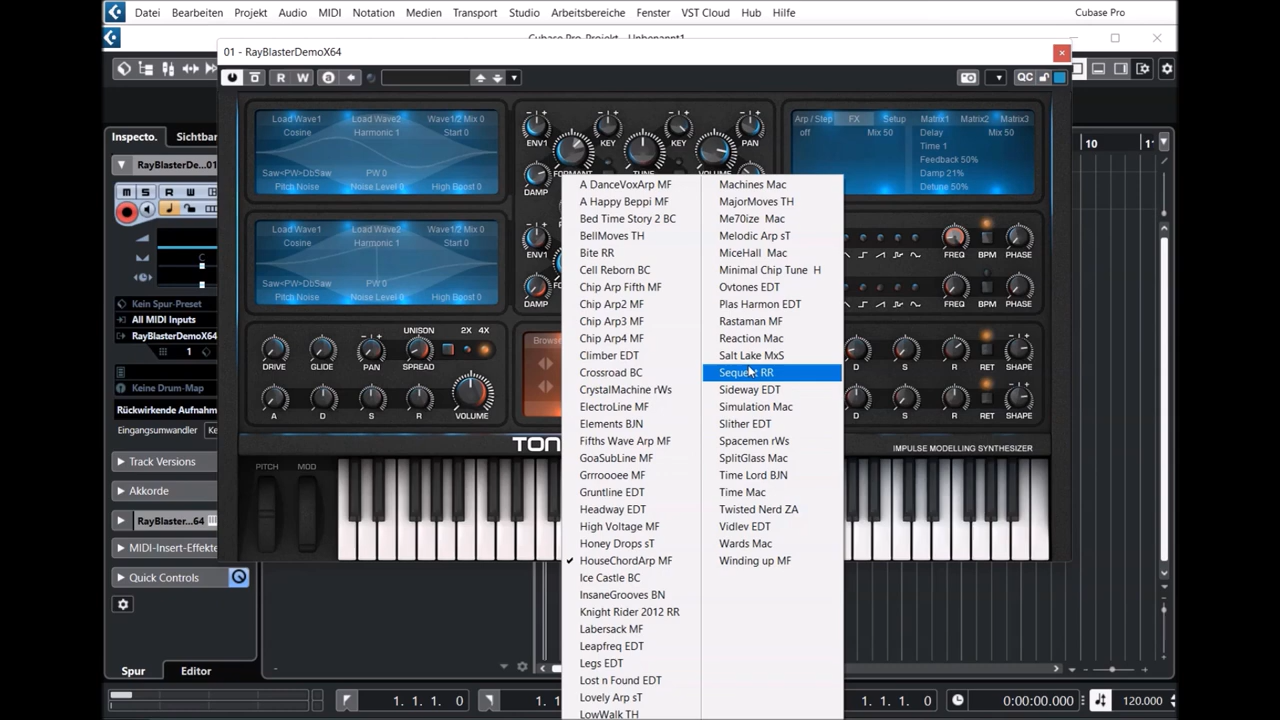 Datei Bearbeiten Projekt Audio MIDI Notation Medien Transport Studio Arbeitsbereiche Fenster VST Cloud Hub Hilfe Cubase Pro
01 - RayBlasterDemoX64
R W QC
Load Wave1 Load Wave2 Wave1/2 Mix 0
Cosine Harmonic 1 Start 0
Saw<PW>DbSaw
Pitch Noise Noise Level 0 High Boost 0
Load Wave1 Load Wave2 Wave1/2 Mix 0
Cosine Harmonic 1 Start 0
Saw<PW>DbSaw
Pitch Noise Noise Level 0 High Boost 0
ENV1 KEY KEY PAN
DAMP FORMANT TUNE VOLUME
ENV1
DAMP
Arp / Step FX Setup Matrix1 Matrix2 Matrix3
off Delay Mix 50
Time 1
Feedback 50%
Damp 21%
Detune 50%
FREQ BPM PHASE
FREQ BPM PHASE
UNISON 2X 4X
DRIVE GLIDE PAN SPREAD
A D S R VOLUME
Browse
D S R RET SHAPE
D S R RET SHAPE
IMPULSE MODELLING SYNTHESIZER
PITCH MOD
Inspecto. Sichtbar
RayBlasterDe...01
M S R W
C
Kein Spur-Preset
All MIDI Inputs
RayBlasterDemoX64
1
Keine Drum-Map
Rückwirkende Aufnahm
Eingangsumwandler Ke
Track Versions
Akkorde
RayBlaster...64
MIDI-Insert-Effekte
Quick Controls
Spur Editor
A DanceVoxArp MF
A Happy Beppi MF
Bed Time Story 2 BC
BellMoves TH
Bite RR
Cell Reborn BC
Chip Arp Fifth MF
Chip Arp2 MF
Chip Arp3 MF
Chip Arp4 MF
Climber EDT
Crossroad BC
CrystalMachine rWs
ElectroLine MF
Elements BJN
Fifths Wave Arp MF
GoaSubLine MF
Grrroooee MF
Gruntline EDT
Headway EDT
High Voltage MF
Honey Drops sT
HouseChordArp MF
Ice Castle BC
InsaneGrooves BN
Knight Rider 2012 RR
Labersack MF
Leapfreq EDT
Legs EDT
Lost n Found EDT
Lovely Arp sT
LowWalk TH
Machines Mac
MajorMoves TH
Me70ize Mac
Melodic Arp sT
MiceHall Mac
Minimal Chip Tune H
Ovtones EDT
Plas Harmon EDT
Rastaman MF
Reaction Mac
Salt Lake MxS
RR
Sideway EDT
Simulation Mac
Slither EDT
Spacemen rWs
SplitGlass Mac
Time Lord BJN
Time Mac
Twisted Nerd ZA
Vidlev EDT
Wards Mac
Winding up MF
10
1. 1. 1. 0 1. 1. 1. 0 0:00:00.000 120.000